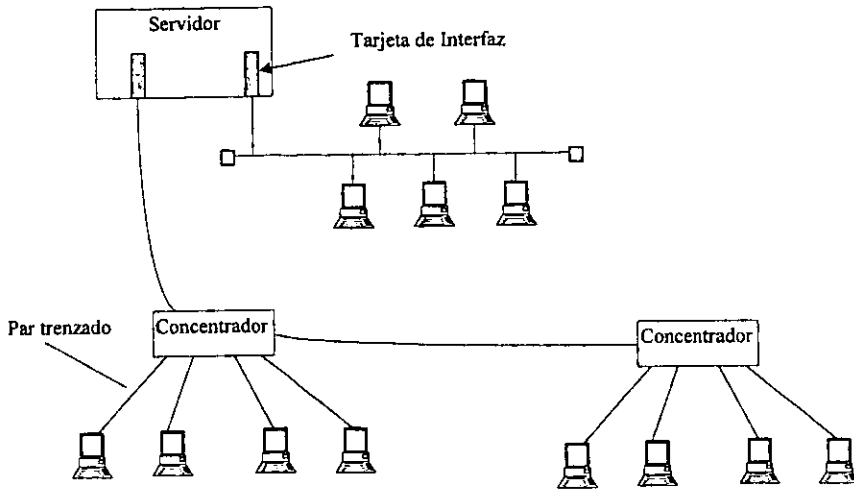 Servidor
Tarjeta de Interfaz
Par trenzado
Concentrador
Concentrador